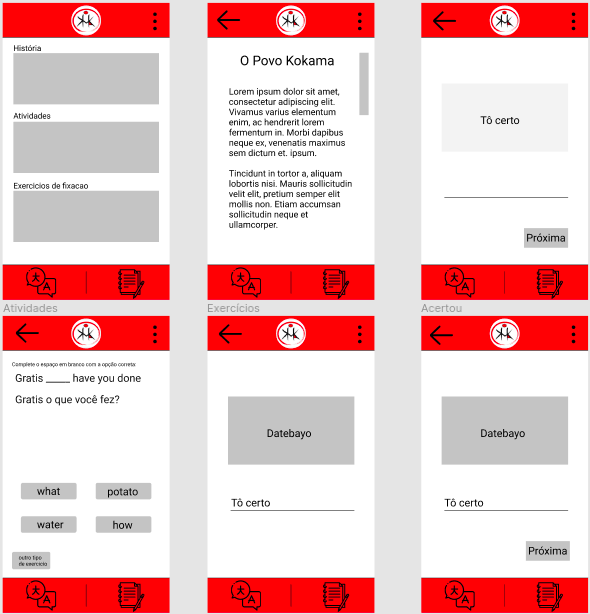 História
Atividades
Exercicios de fixacao
O Povo Kokama
Lorem ipsum dolor sit amet,
consectetur adipiscing elit.
Vivamus varius elementum
enim, ac hendrerit lorem
fermentum in. Morbi dapibus
neque ex, venenatis maximus
sem dictum et. ipsum.
Tincidunt in tortor a, aliquam
lobortis nisi. Mauris sollicitudin
velit elit, pretium semper elit
mollis non. Etiam accumsan
sollicitudin neque et
ullamcorper.
Tô certo
Próxima
A
A
A
Atividades
Exercícios
Acertou
Complete o espaço em branco com a opção correta:
Gratis _____ have you done
Gratis o que você fez?
what
potato
water
how
outro tipo
de exercicio
Datebayo
Tô certo
Datebayo
Tô certo
Próxima
A
A
A